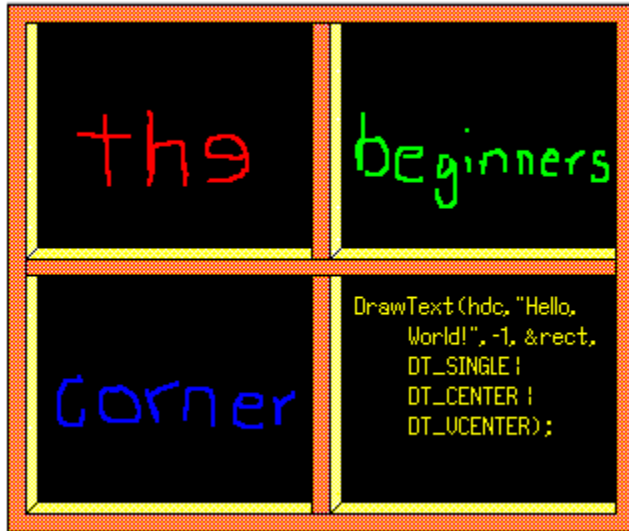 the
beginners
corner
DrawText(hdc, "Hello,
World!", -1, &rect,
DT_SINGLE |
DT_CENTER |
DT_VCENTER);